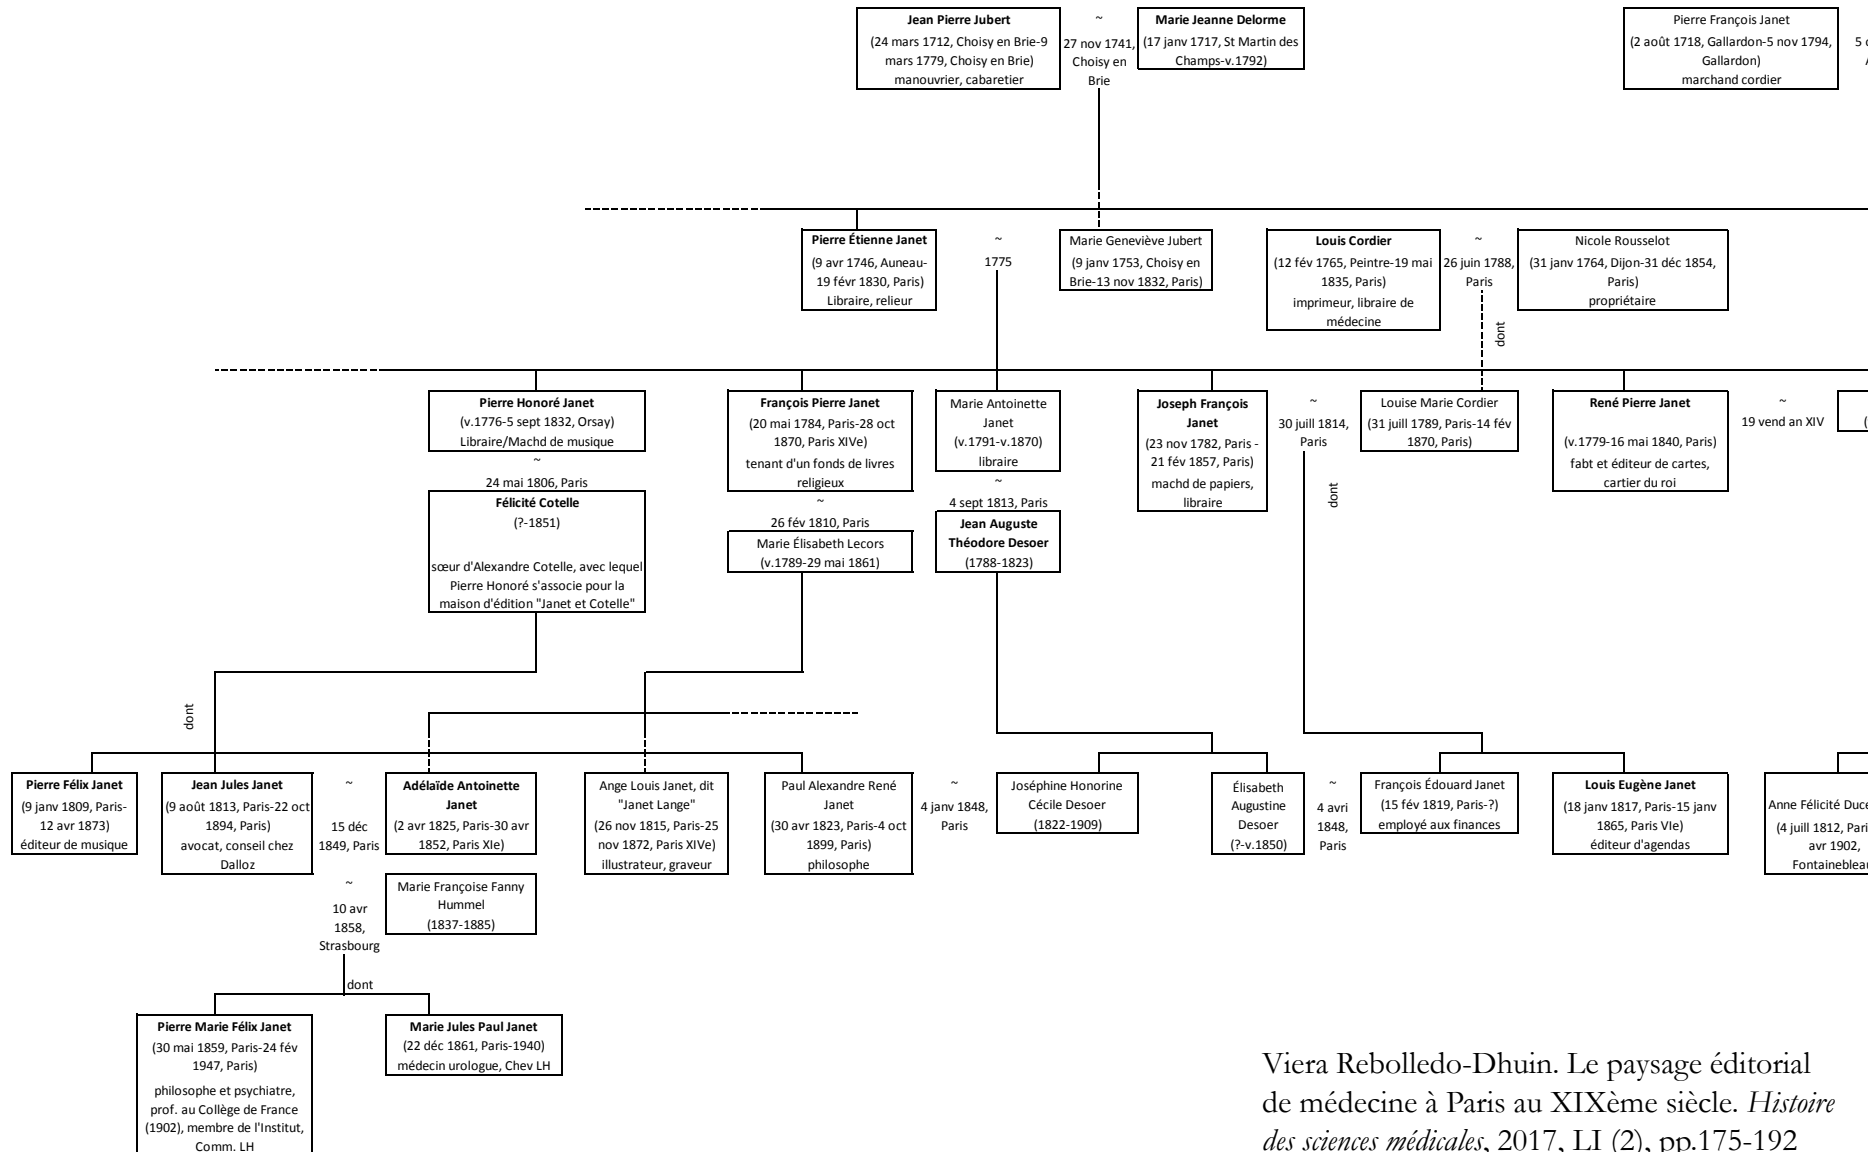 Jean Pierre Jubert
(24 mars 1712, Choisy en Brie-9
mars 1779, Choisy en Brie)
manouvrier, cabaretier
~
27 nov 1741,
Choisy en
Brie
Marie Jeanne Delorme
(17 janv 1717, St Martin des
Champs-v.1792)
Pierre François Janet
(2 août 1718, Gallardon-5 nov 1794,
Gallardon)
marchand cordier
5
Pierre Étienne Janet
(9 avr 1746, Auneau-
19 févr 1830, Paris)
Libraire, relieur
~
1775
Marie Geneviève Jubert
(9 janv 1753, Choisy en
Brie-13 nov 1832, Paris)
Louis Cordier
(12 fév 1765, Peintre-19 mai
1835, Paris)
imprimeur, libraire de
médecine
~
26 juin 1788,
Paris
Nicole Rousselot
(31 janv 1764, Dijon-31 déc 1854,
Paris)
propriétaire
dont
Pierre Honoré Janet
(v.1776-5 sept 1832, Orsay)
Libraire/Machd de musique
~
24 mai 1806, Paris
Félicité Cotelle
(?-1851)
sœur d'Alexandre Cotelle, avec lequel
Pierre Honoré s'associe pour la
maison d'édition "Janet et Cotelle"
François Pierre Janet
(20 mai 1784, Paris-28 oct
1870, Paris XIVe)
tenant d'un fonds de livres
religieux
~
26 fév 1810, Paris
Marie Élisabeth Lecors
(v.1789-29 mai 1861)
Marie Antoinette
Janet
(v.1791-v.1870)
libraire
~
4 sept 1813, Paris
Jean Auguste
Théodore Desoer
(1788-1823)
Joseph François
Janet
(23 nov 1782, Paris -
21 fév 1857, Paris)
machd de papiers,
libraire
~
30 juill 1814,
Paris
dont
Louise Marie Cordier
(31 juill 1789, Paris-14 fév
1870, Paris)
René Pierre Janet
(v.1779-16 mai 1840, Paris)
fabt et éditeur de cartes,
cartier du roi
~
19 vend an XIV
(
dont
Pierre Félix Janet
(9 janv 1809, Paris-
12 avr 1873)
éditeur de musique
Jean Jules Janet
(9 août 1813, Paris-22 oct
1894, Paris)
avocat, conseil chez
Dalloz
~
15 déc
1849, Paris
Adélaïde Antoinette
Janet
(2 avr 1825, Paris-30 avr
1852, Paris XIe)
Ange Louis Janet, dit
"Janet Lange"
(26 nov 1815, Paris-25
nov 1872, Paris XIVe)
illustrateur, graveur
Paul Alexandre René
Janet
(30 avr 1823, Paris-4 oct
1899, Paris)
philosophe
~
4 janv 1848,
Paris
Joséphine Honorine
Cécile Desoer
(1822-1909)
Élisabeth
Augustine
Desoer
(?-v.1850)
~
4 avri
1848,
Paris
François Édouard Janet
(15 fév 1819, Paris-?)
employé aux finances
Louis Eugène Janet
(18 janv 1817, Paris-15 janv
1865, Paris VIe)
éditeur d'agendas
Anne Félicité Duce
(4 juill 1812, Pari
avr 1902,
Fontaineblea
~
10 avr
1858,
Strasbourg
Marie Françoise Fanny
Hummel
(1837-1885)
dont
Pierre Marie Félix Janet
(30 mai 1859, Paris-24 fév
1947, Paris)
philosophe et psychiatre,
prof. au Collège de France
(1902), membre de l'Institut,
Comm. LH
Marie Jules Paul Janet
(22 déc 1861, Paris-1940)
médecin urologue, Chev LH
Viera Rebolledo-Dhuin. Le paysage éditorial
de médecine à Paris au XIXème siècle. Histoire
des sciences médicales, 2017, LI (2), pp.175-192